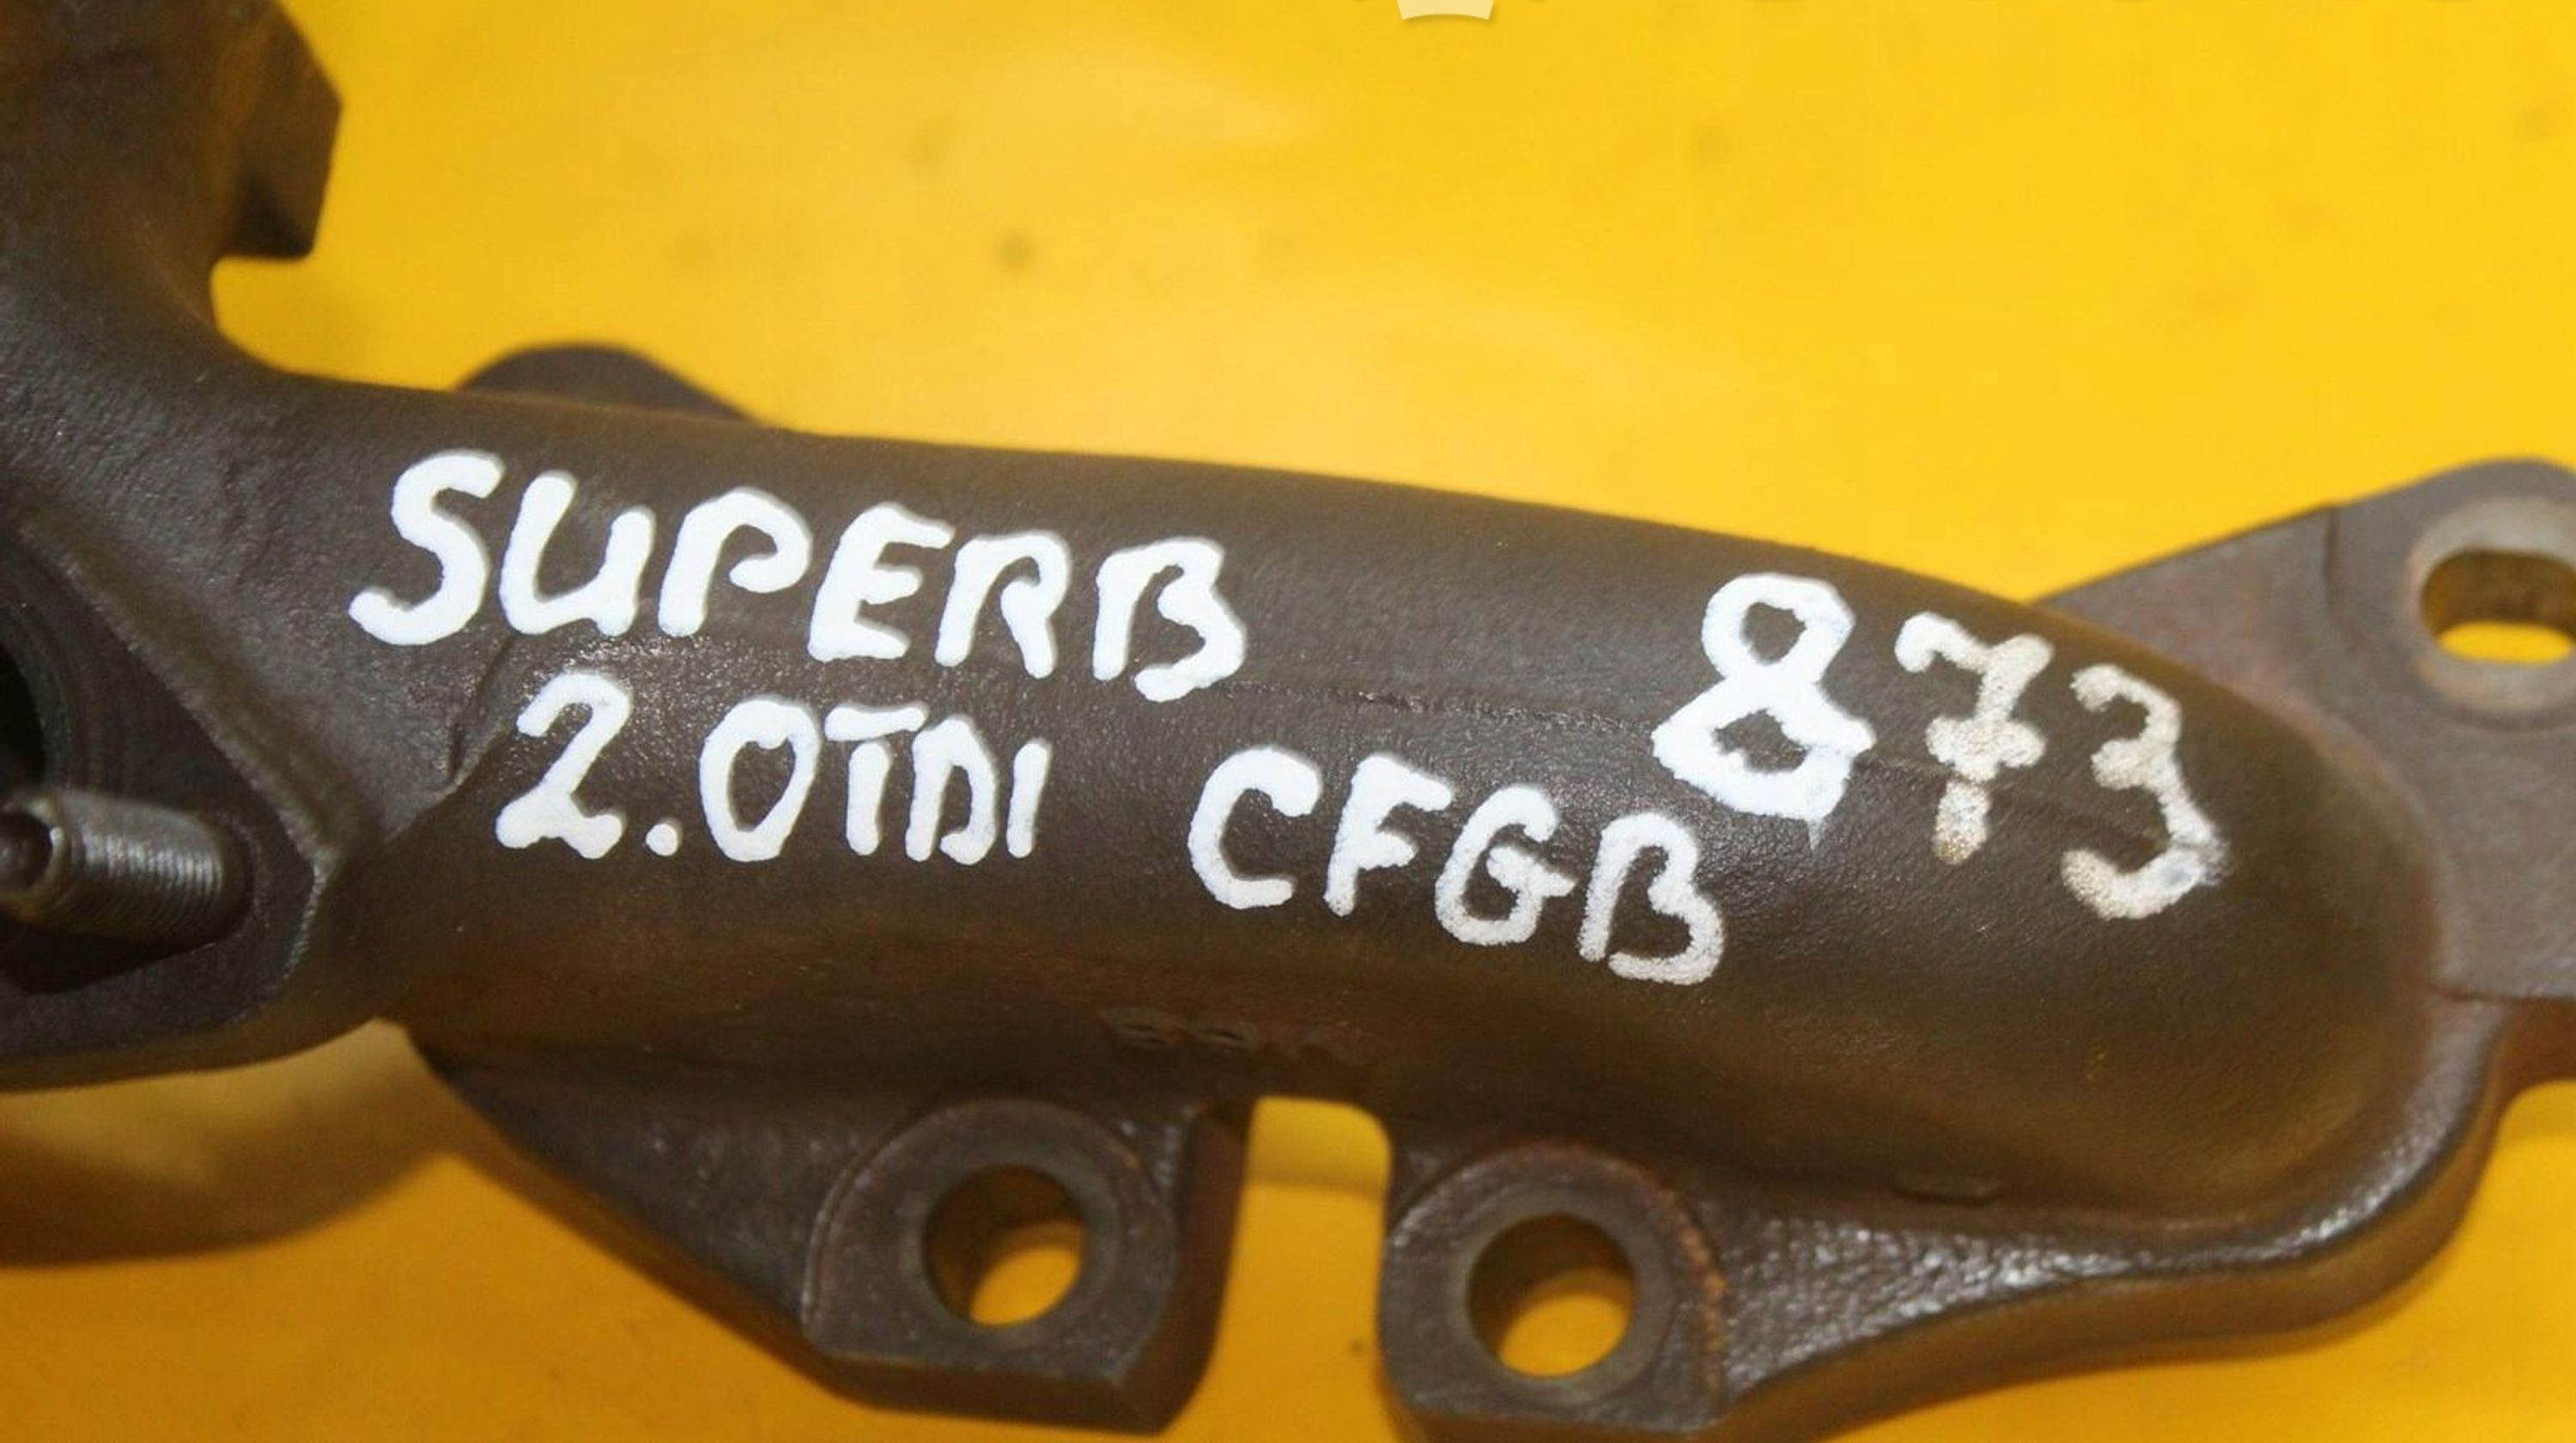 SUPERB
2.0TDI CFGB
873